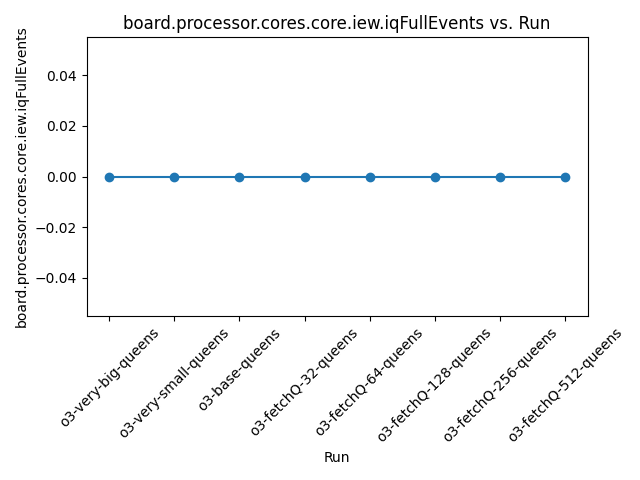 board.processor.cores.core.iew.iqFullEvents vs. Run
board.processor.cores.core.iew.iqFullEvents
0.04
0.02
0.00
−0.02
−0.04
o3-very-big-queens
o3-very-small-queens
o3-base-queens
o3-fetchQ-32-queens
o3-fetchQ-64-queens
o3-fetchQ-128-queens
o3-fetchQ-256-queens
o3-fetchQ-512-queens
Run